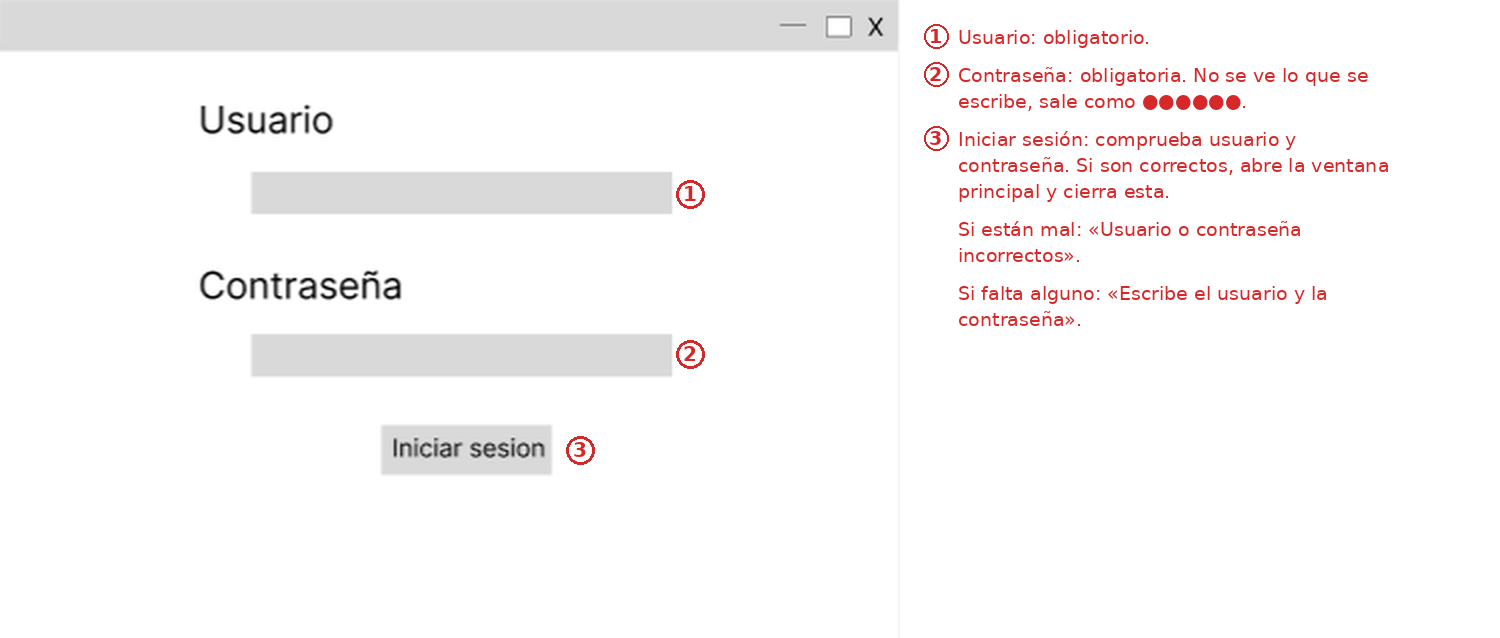 X
Usuario
1
Contraseña
2
Iniciar sesion
3
1 Usuario: obligatorio.
2 Contraseña: obligatoria. No se ve lo que se
escribe, sale como ●●●●●●.
3 Iniciar sesión: comprueba usuario y
contraseña. Si son correctos, abre la ventana
principal y cierra esta.
Si están mal: «Usuario o contraseña
incorrectos».
Si falta alguno: «Escribe el usuario y la
contraseña».